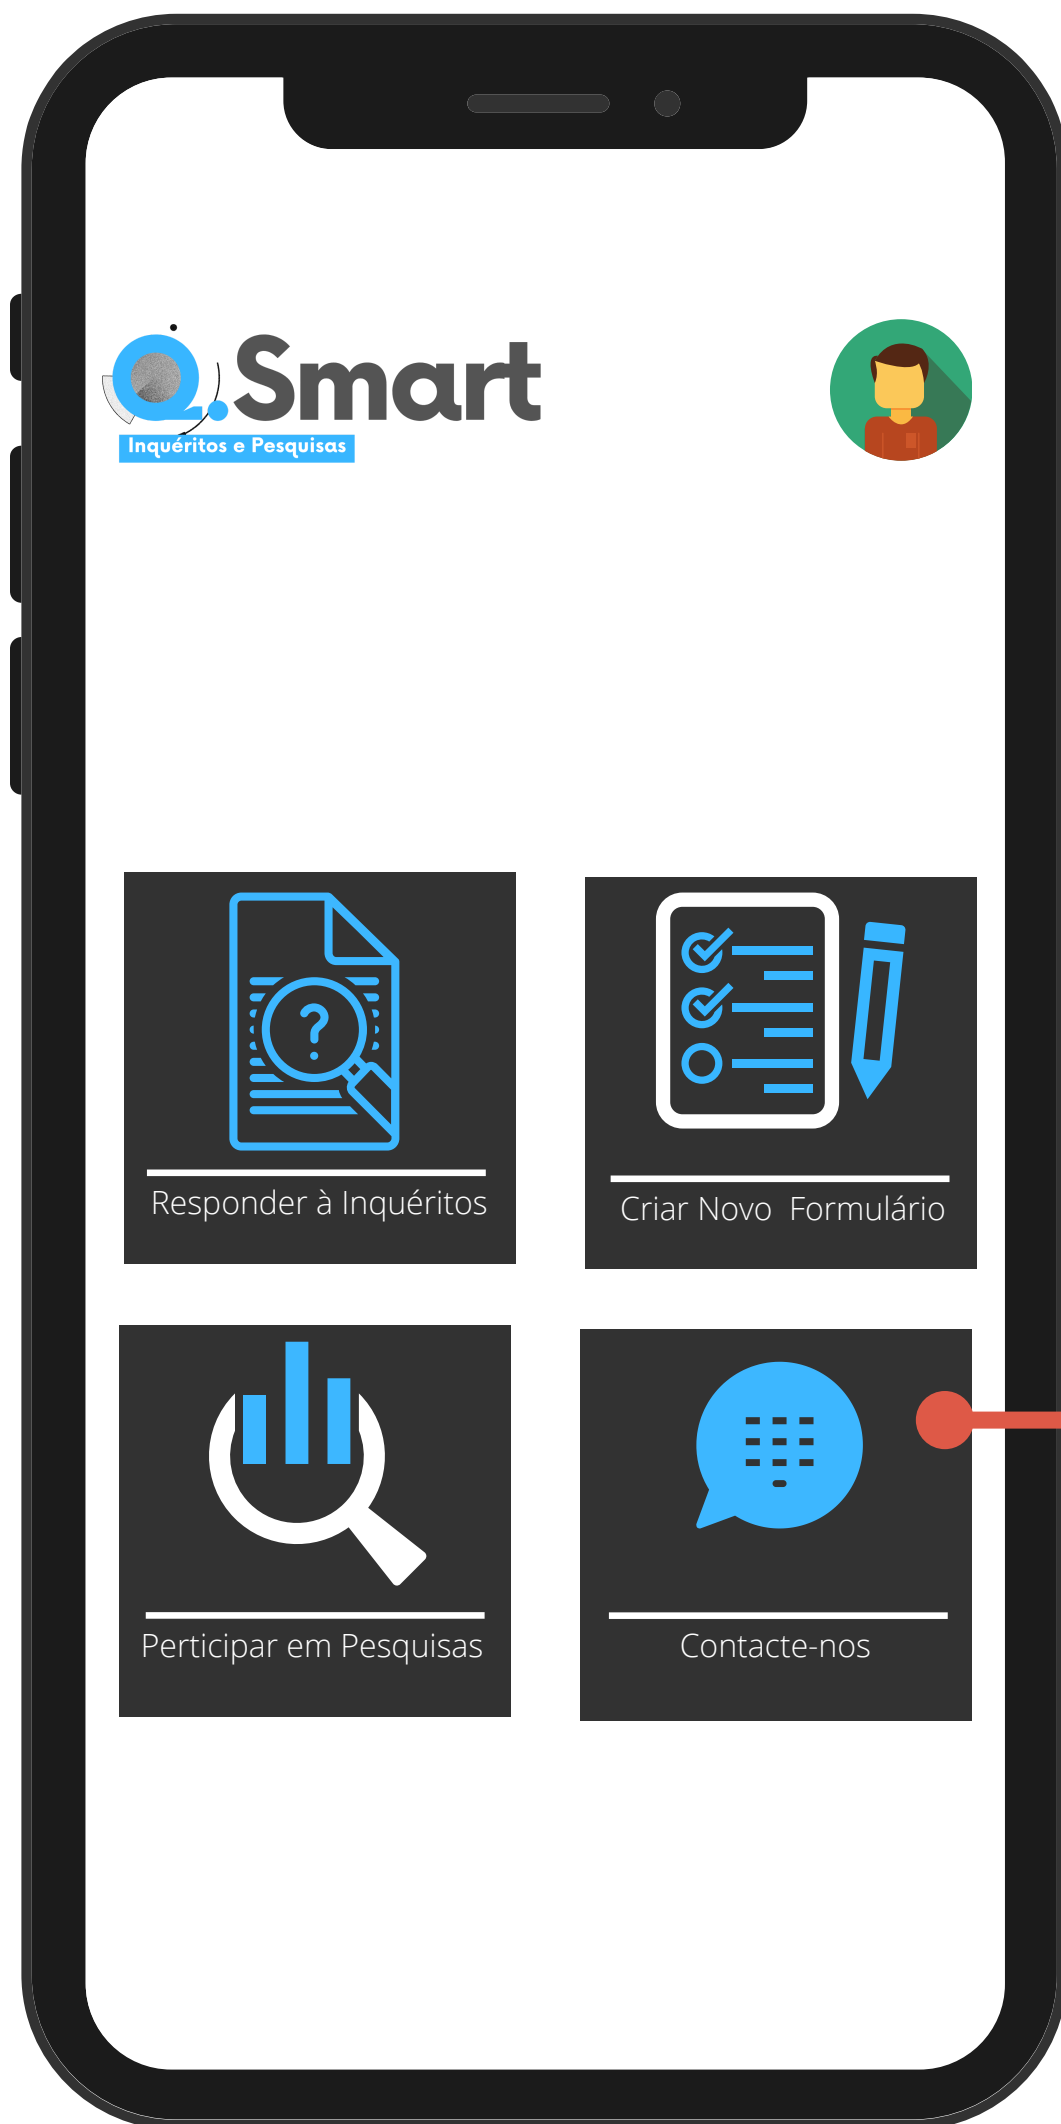 Q.Smart
Inquéritos e Pesquisas
?
Responder à Inquéritos
Criar Novo Formulário
Perticipar em Pesquisas
Contacte-nos